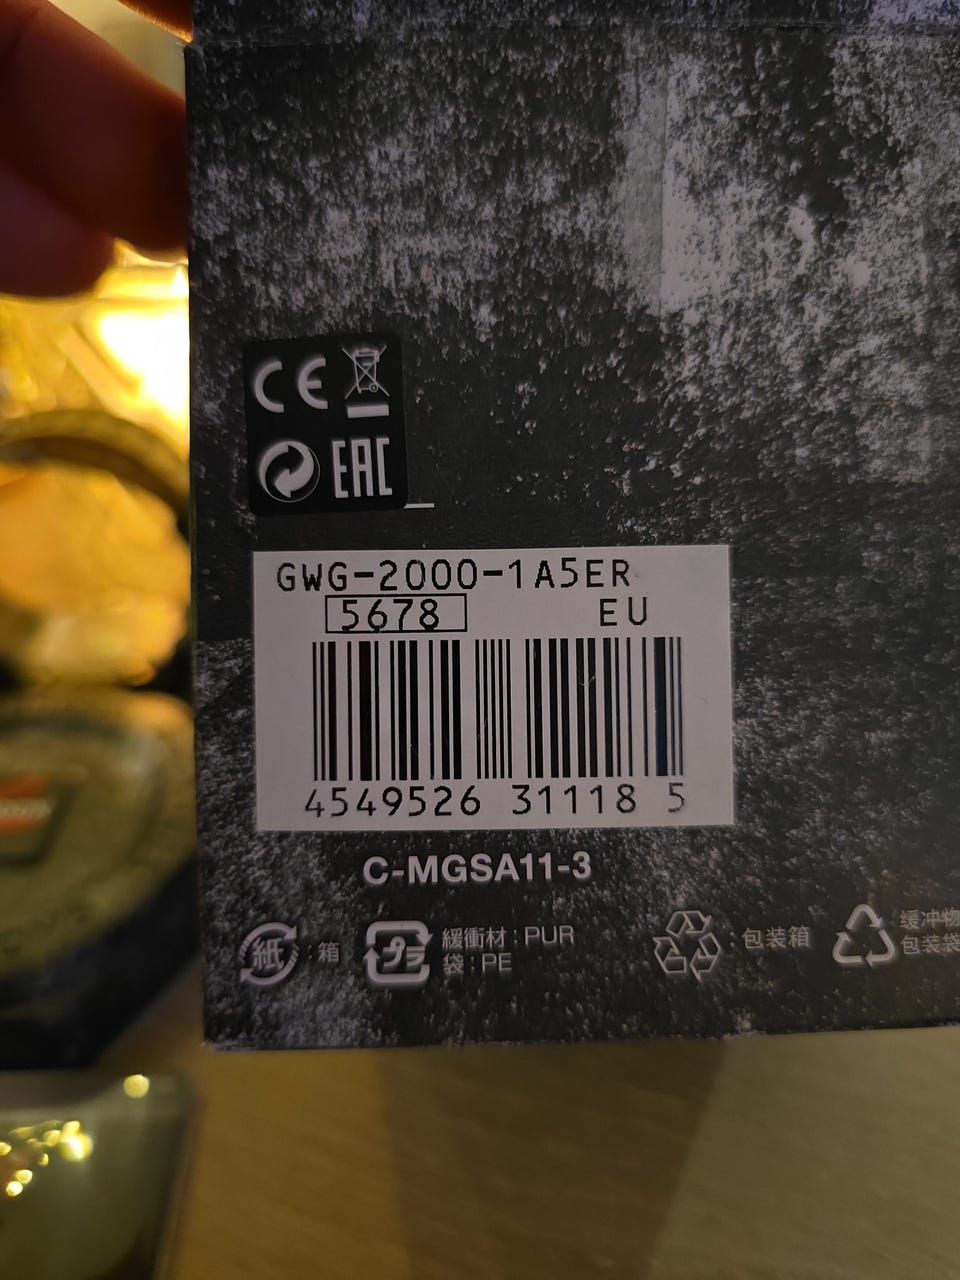 CE
EAC
GWG-2000-1A5ER
5678 EU
4549526 31118 5
C-MGSA11-3
紙 : 箱
プラ 緩衝材 : PUR
袋 : PE
: 包装箱
缓冲物
包装袋